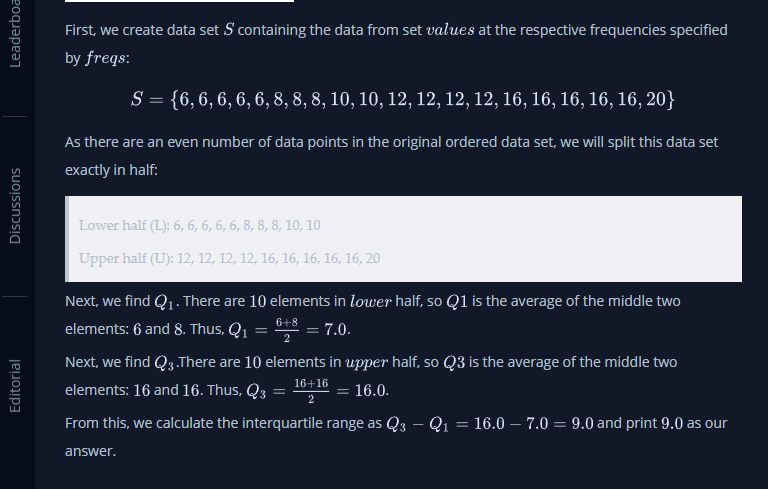 Leaderboa
Discussions
Editorial
First, we create data set S containing the data from set values at the respective frequencies specified
by freqs:
S = {6, 6, 6, 6, 6, 8, 8, 8, 10, 10, 12, 12, 12, 12, 16, 16, 16, 16, 16, 20}
As there are an even number of data points in the original ordered data set, we will split this data set
exactly in half:
Lower half (L): 6, 6, 6, 6, 6, 8, 8, 8, 10, 10
Upper half (U): 12, 12, 12, 12, 16, 16, 16, 16, 16, 20
Next, we find Q₁. There are 10 elements in lower half, so Q1 is the average of the middle two
elements: 6 and 8. Thus, Q₁ = (6+8)/2 = 7.0.
Next, we find Q₃.There are 10 elements in upper half, so Q3 is the average of the middle two
elements: 16 and 16. Thus, Q₃ = (16+16)/2 = 16.0.
From this, we calculate the interquartile range as Q₃ − Q₁ = 16.0 − 7.0 = 9.0 and print 9.0 as our
answer.